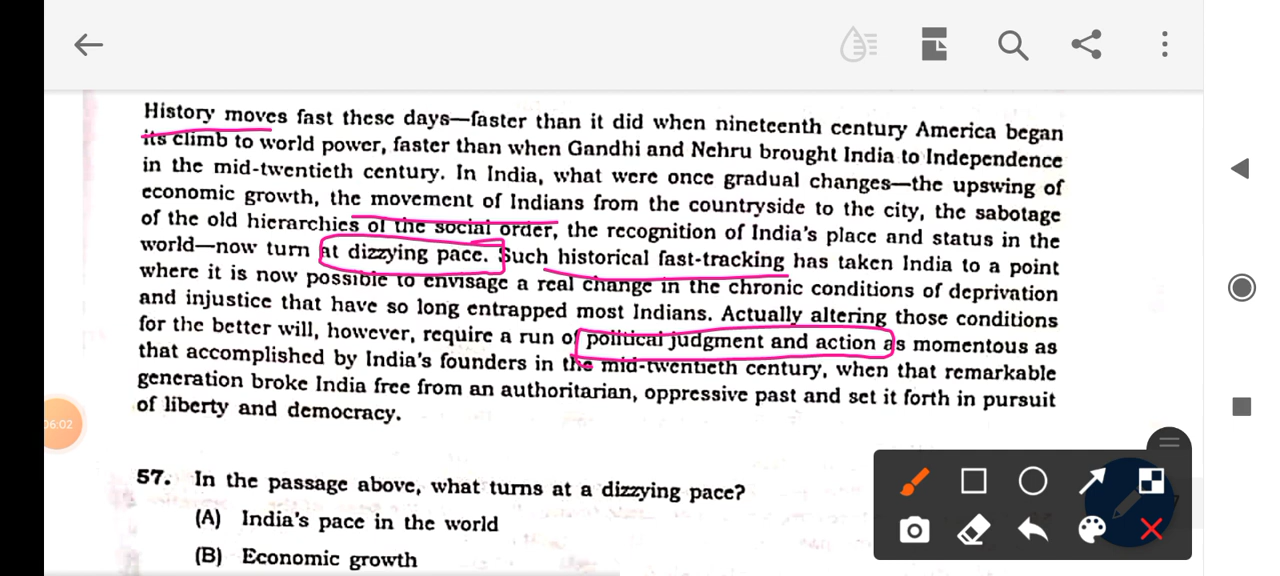 History moves fast these days—faster than it did when nineteenth century America began
its climb to world power, faster than when Gandhi and Nehru brought India to Independence
in the mid-twentieth century. In India, what were once gradual changes—the upswing of
economic growth, the movement of Indians from the countryside to the city, the sabotage
of the old hierarchies of the social order, the recognition of India's place and status in the
world—now turn at dizzying pace. Such historical fast-tracking has taken India to a point
where it is now possible to envisage a real change in the chronic conditions of deprivation
and injustice that have so long entrapped most Indians. Actually altering those conditions
for the better will, however, require a run of political judgment and action as momentous as
that accomplished by India's founders in the mid-twentieth century, when that remarkable
generation broke India free from an authoritarian, oppressive past and set it forth in pursuit
of liberty and democracy.
06:02
57. In the passage above, what turns at a dizzying pace?
(A) India's pace in the world
(B) Economic growth